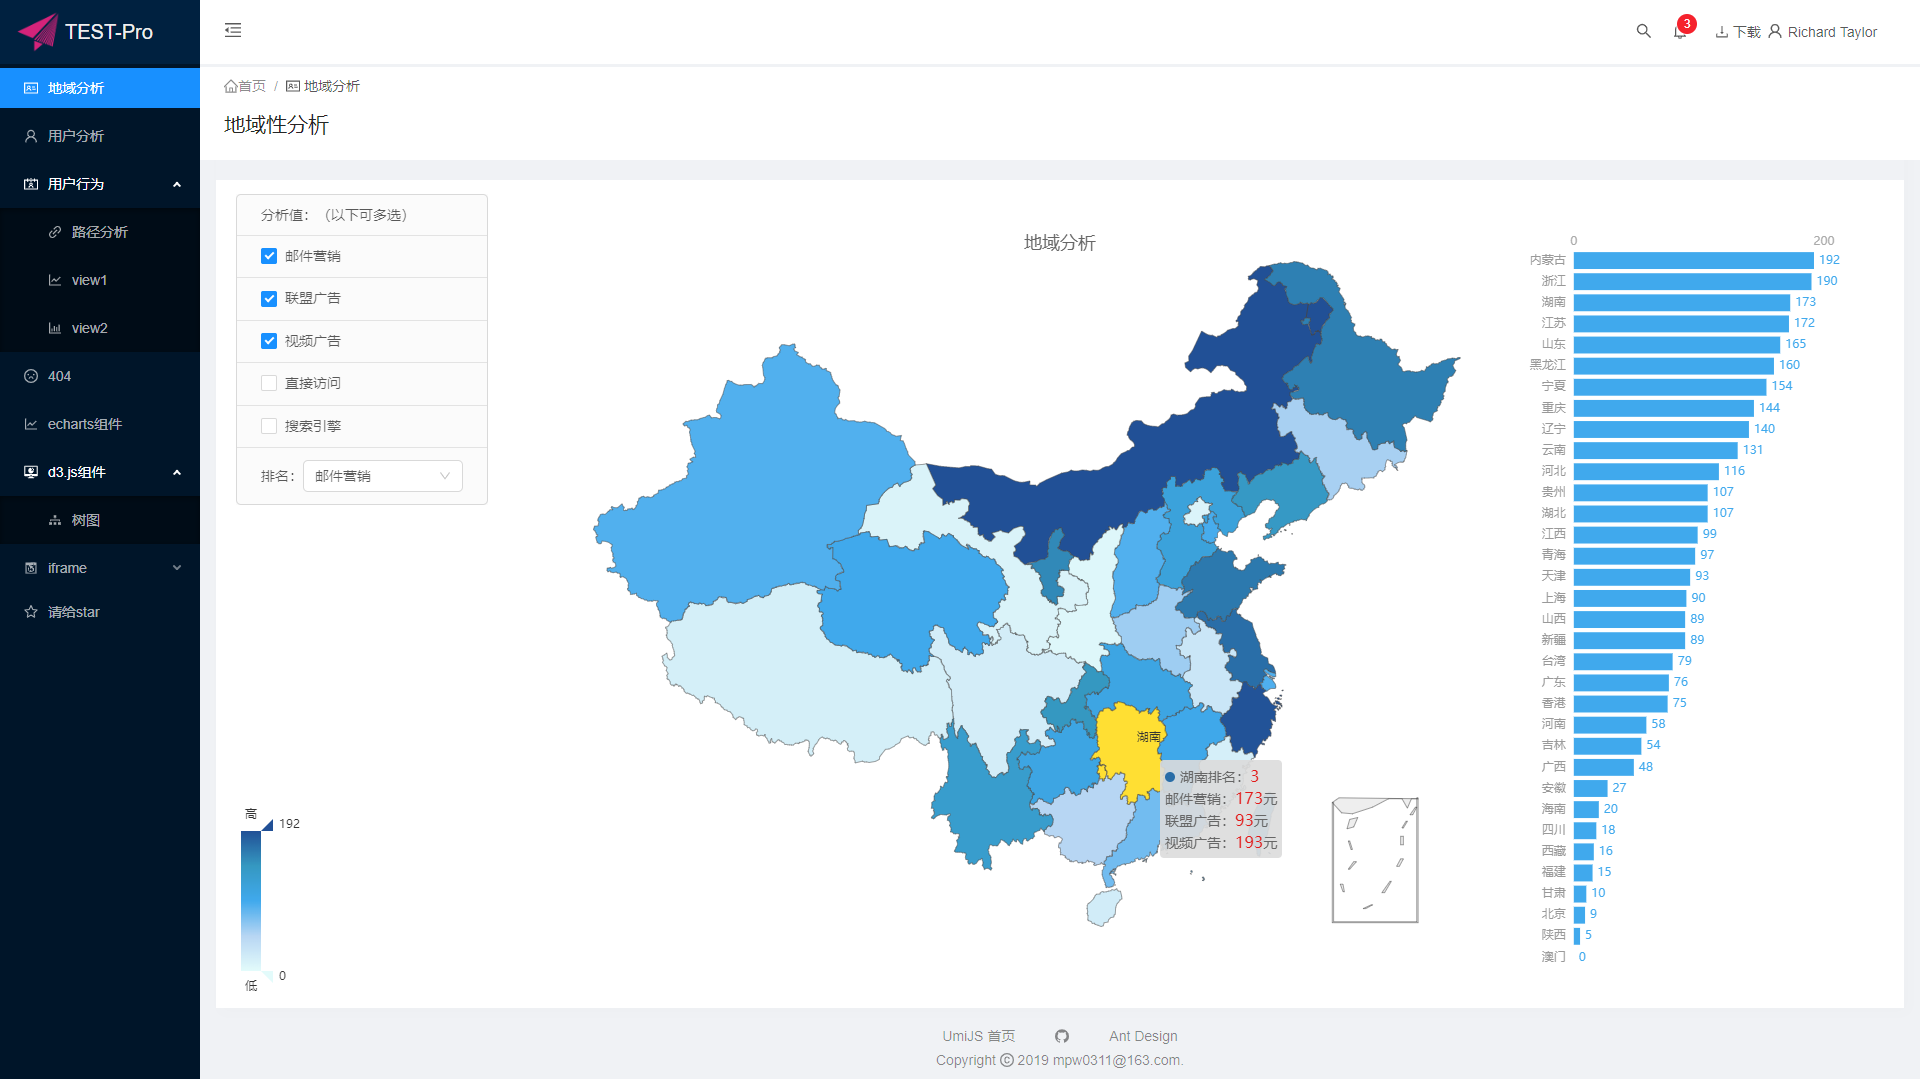 TEST-Pro
3
下载
Richard Taylor
地域分析
用户分析
用户行为
路径分析
view1
view2
404
echarts组件
d3.js组件
树图
iframe
请给star
首页 / 地域分析
地域性分析
分析值：（以下可多选）
邮件营销
联盟广告
视频广告
直接访问
搜索引擎
排名： 邮件营销
地域分析
湖南
湖南排名：3
邮件营销：173元
联盟广告：93元
视频广告：193元
高
192
0
低
0 200
内蒙古 192
浙江 190
湖南 173
江苏 172
山东 165
黑龙江 160
宁夏 154
重庆 144
辽宁 140
云南 131
河北 116
贵州 107
湖北 107
江西 99
青海 97
天津 93
上海 90
山西 89
新疆 89
台湾 79
广东 76
香港 75
河南 58
吉林 54
广西 48
安徽 27
海南 20
四川 18
西藏 16
福建 15
甘肃 10
北京 9
陕西 5
澳门 0
UmiJS 首页 Ant Design
Copyright © 2019 mpw0311@163.com.